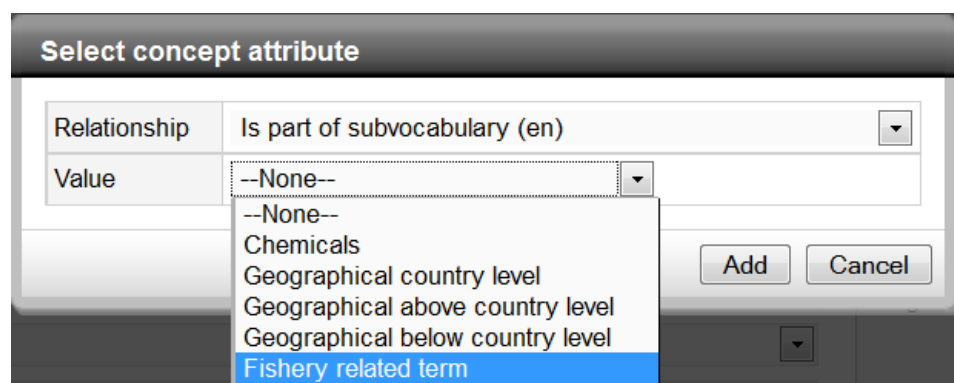 Select concept attribute
Relationship Is part of subvocabulary (en)
Value --None--
--None--
Chemicals
Geographical country level
Add Cancel
Geographical above country level
Geographical below country level
Fishery related term